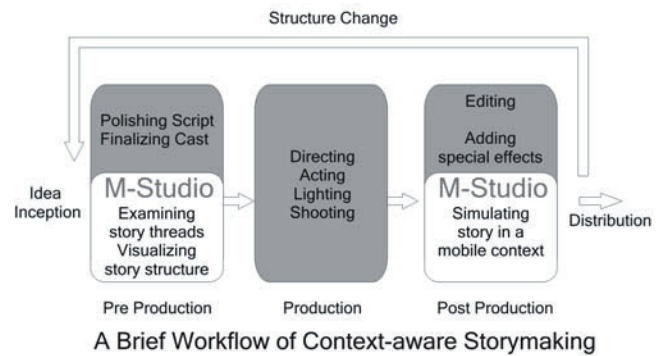 Structure Change
Polishing Script
Finalizing Cast
M-Studio
Examining
story threads
Visualizing
story structure
Idea
Inception
Pre Production
Directing
Acting
Lighting
Shooting
Production
Editing
Adding
special effects
M-Studio
Simulating
story in a
mobile context
Post Production
Distribution
A Brief Workflow of Context-aware Storymaking